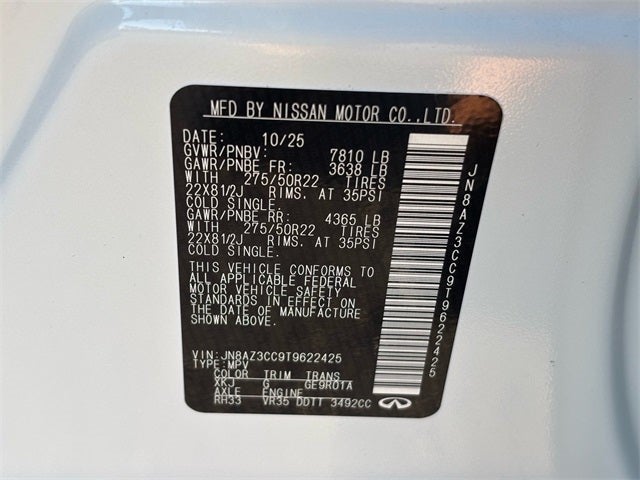 MFD BY NISSAN MOTOR CO.,LTD.
DATE: 10/25
GVWR/PNBV: 7810 LB
GAWR/PNBE FR: 3638 LB
WITH 275/50R22 TIRES
22X81/2J RIMS. AT 35PSI
COLD SINGLE.
GAWR/PNBE RR: 4365 LB
WITH 275/50R22 TIRES
22X81/2J RIMS. AT 35PSI
COLD SINGLE.
THIS VEHICLE CONFORMS TO
ALL APPLICABLE FEDERAL
MOTOR VEHICLE SAFETY
STANDARDS IN EFFECT ON
THE DATE OF MANUFACTURE
SHOWN ABOVE.
VIN: JN8AZ3CC9T9622425
TYPE: MPV
COLOR TRIM TRANS
XKJ G GE9R01A
AXLE ENGINE
RH33 VR35 DDTT 3492CC
JN8AZ3CC9T9622425